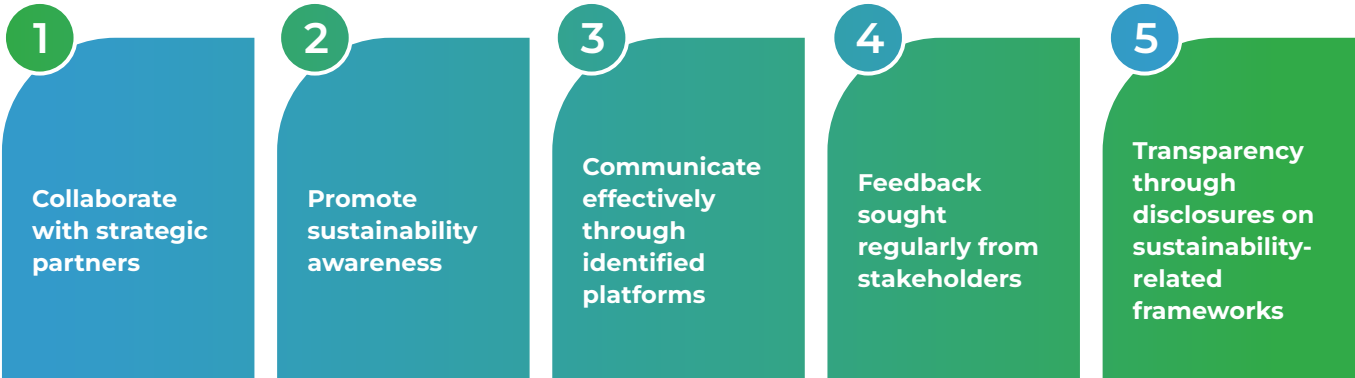 1
Collaborate
with strategic
partners
2
Promote
sustainability
awareness
3
Communicate
effectively
through
identified
platforms
4
Feedback
sought
regularly from
stakeholders
5
Transparency
through
disclosures on
sustainability-
related
frameworks